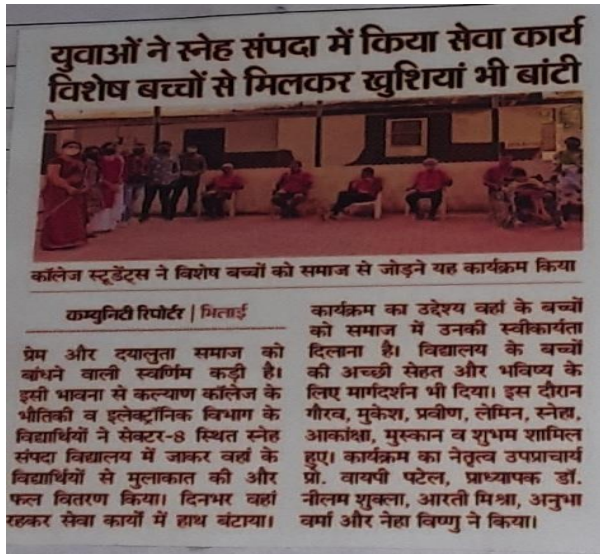 युवाओं ने स्नेह संपदा में किया सेवा कार्य
विशेष बच्चों से मिलकर खुशियां भी बांटी
कॉलेज स्टूडेंट्स ने विशेष बच्चों को समाज से जोड़ने यह कार्यक्रम किया
कम्युनिटी रिपोर्टर | भिलाई
प्रेम और दयालुता समाज को
बांधने वाली स्वर्णिम कड़ी है।
इसी भावना से कल्याण कॉलेज के
भौतिकी व इलेक्ट्रॉनिक विभाग के
विद्यार्थियों ने सेक्टर-8 स्थित स्नेह
संपदा विद्यालय में जाकर वहां के
विद्यार्थियों से मुलाकात की और
फल वितरण किया। दिनभर वहां
रहकर सेवा कार्यों में हाथ बंटाया।
कार्यक्रम का उद्देश्य वहां के बच्चों
को समाज में उनकी स्वीकार्यता
दिलाना है। विद्यालय के बच्चों
की अच्छी सेहत और भविष्य के
लिए मार्गदर्शन भी दिया। इस दौरान
गौरव, मुकेश, प्रवीण, लेमिन, स्नेहा,
आकांक्षा, मुस्कान व शुभम शामिल
हुए। कार्यक्रम का नेतृत्व उपप्राचार्य
प्रो. वायपी पटेल, प्राध्यापक डॉ.
नीलम शुक्ला, आरती मिश्रा, अनुभा
वर्मा और नेहा विष्णु ने किया।